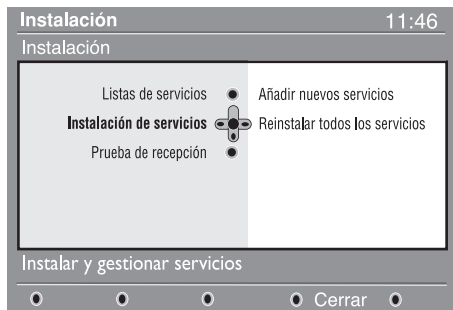 Instalación 11:46
Instalación
Listas de servicios Añadir nuevos servicios
Instalación de servicios Reinstalar todos los servicios
Prueba de recepción
Instalar y gestionar servicios
Cerrar